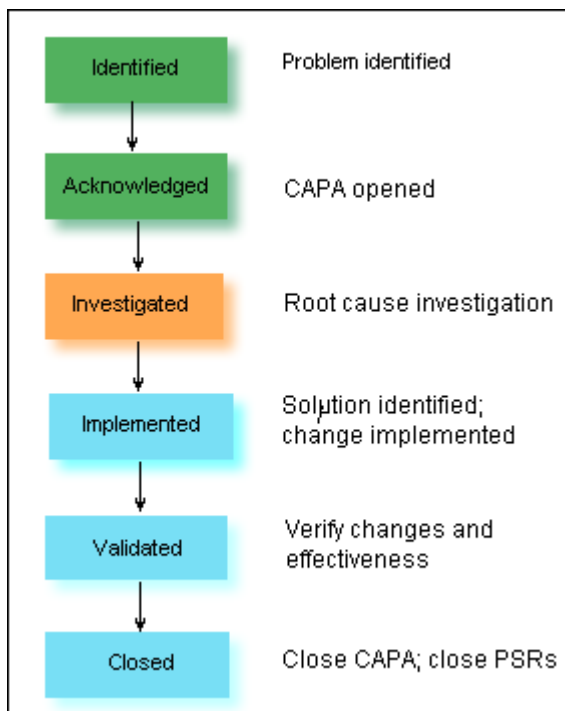 Identified
Problem identified
Acknowledged
CAPA opened
Investigated
Root cause investigation
Implemented
Solution identified;
change implemented
Validated
Verify changes and
effectiveness
Closed
Close CAPA; close PSRs